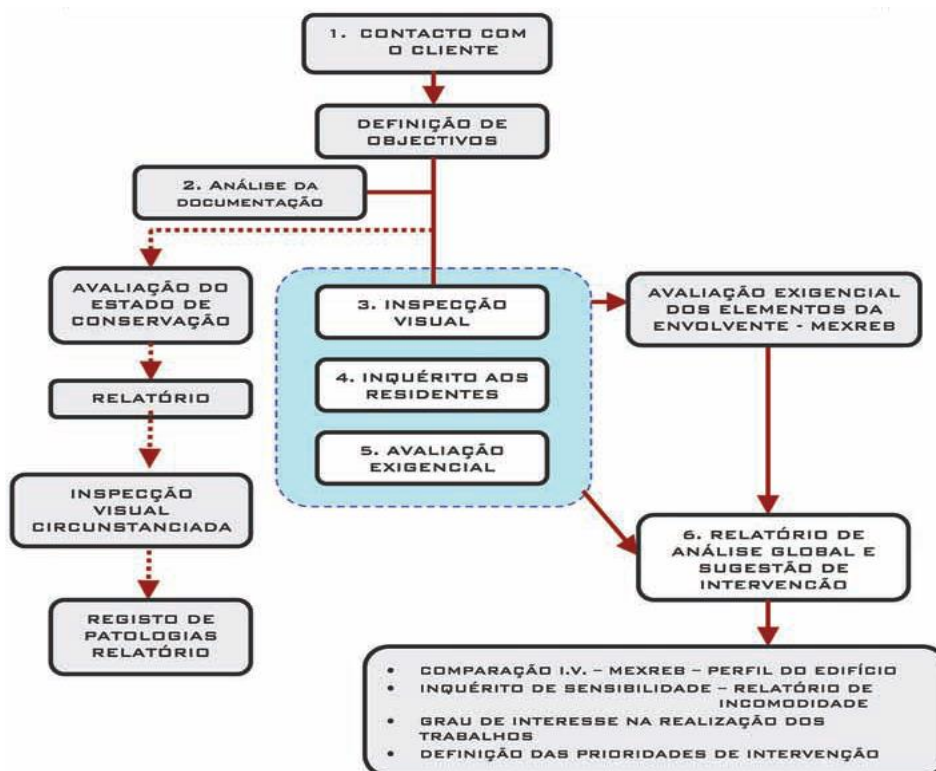 1. CONTACTO COM
O CLIENTE
DEFINIÇÃO DE
OBJECTIVOS
2. ANÁLISE DA
DOCUMENTAÇÃO
AVALIAÇÃO DO
ESTADO DE
CONSERVAÇÃO
RELATÓRIO
INSPECÇÃO
VISUAL
CIRCUNSTANCIADA
REGISTO DE
PATOLOGIAS
RELATÓRIO
3. INSPECÇÃO
VISUAL
4. INQUÉRITO AOS
RESIDENTES
5. AVALIAÇÃO
EXIGENCIAL
AVALIAÇÃO EXIGENCIAL
DOS ELEMENTOS DA
ENVOLVENTE - MEXREB
6. RELATÓRIO DE
ANÁLISE GLOBAL E
SUGESTÃO DE
INTERVENÇÃO
• COMPARAÇÃO I.V. – MEXREB – PERFIL DO EDIFÍCIO
• INQUÉRITO DE SENSIBILIDADE – RELATÓRIO DE
INCOMODIDADE
• GRAU DE INTERESSE NA REALIZAÇÃO DOS
TRABALHOS
• DEFINIÇÃO DAS PRIORIDADES DE INTERVENÇÃO